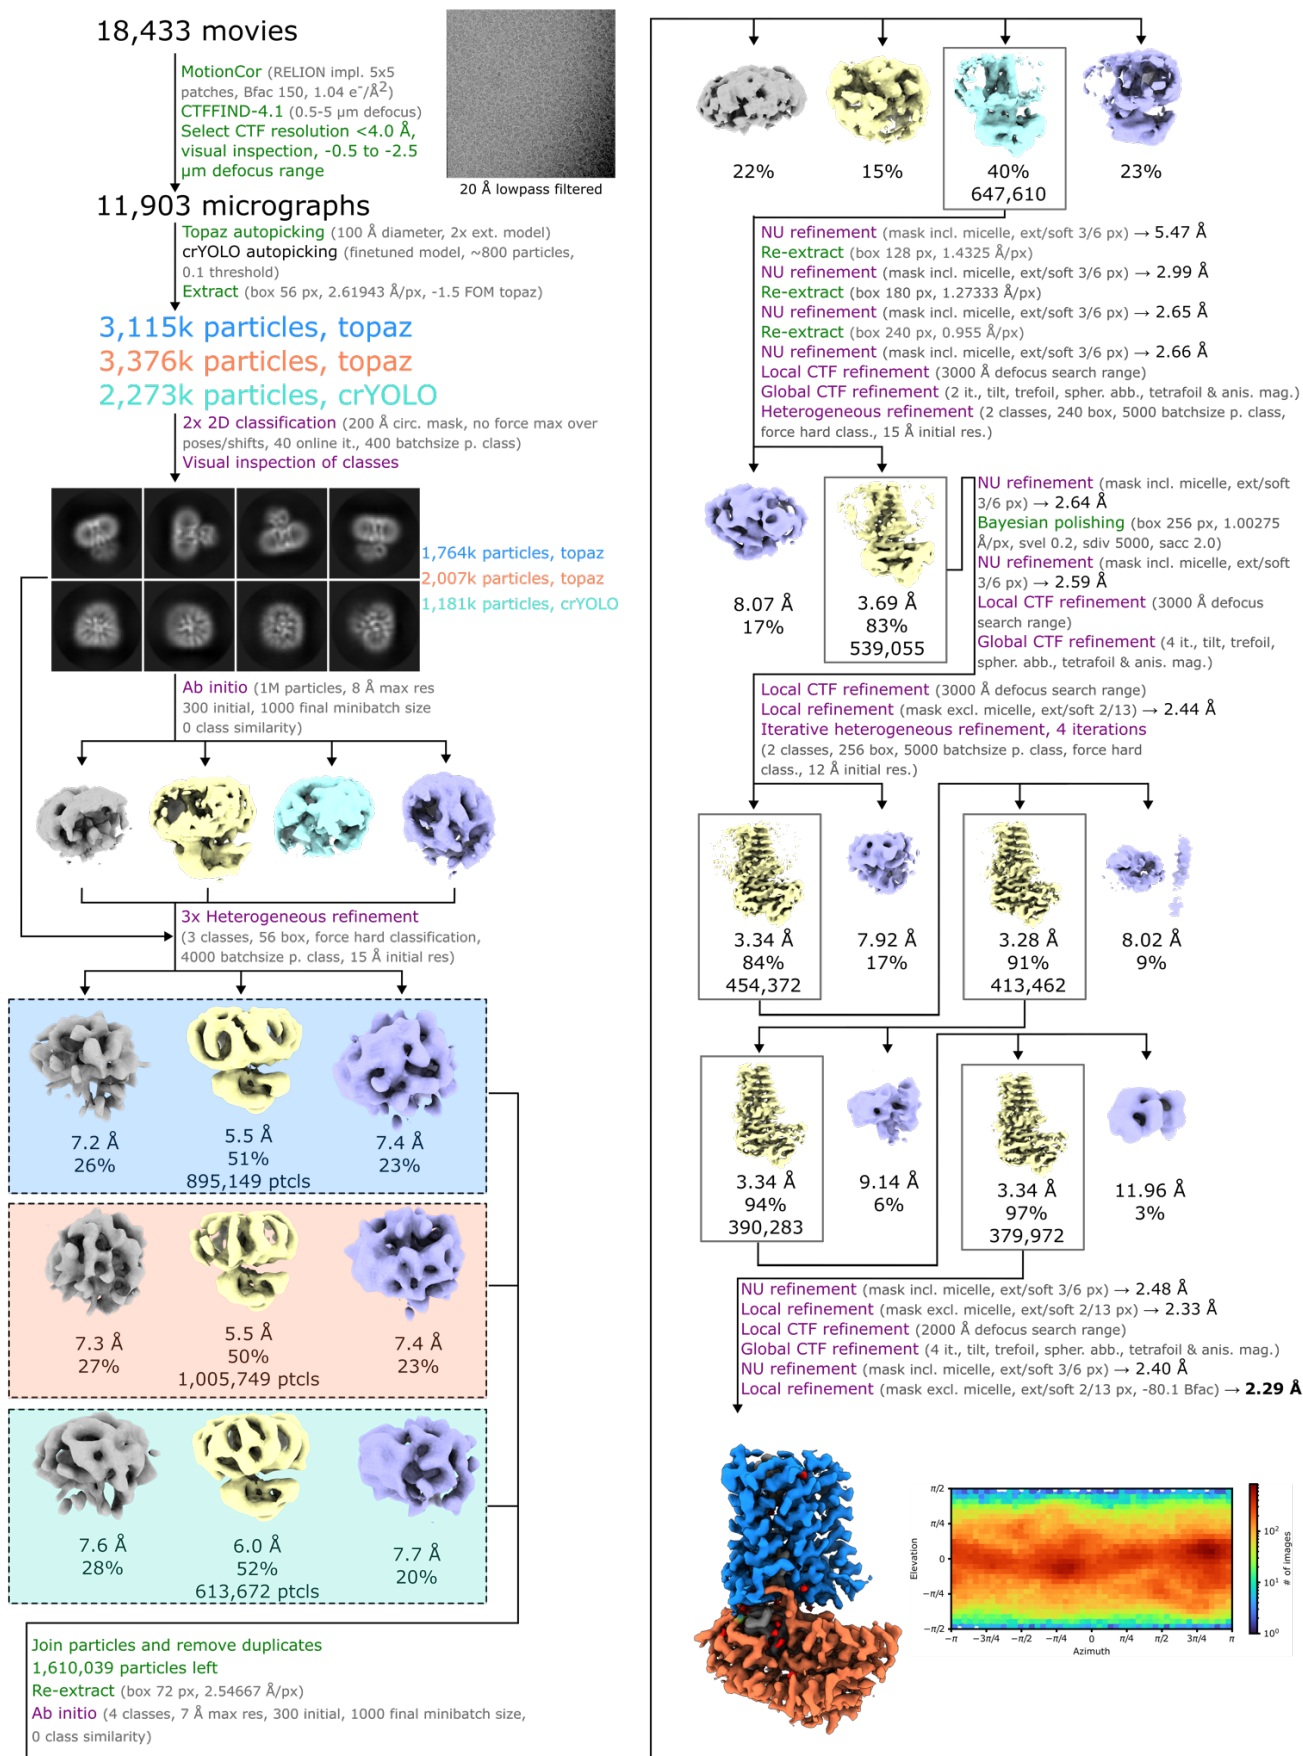 18,433 movies
MotionCor (RELION impl. 5x5
patches, Bfac 150, 1.04 e⁻/Å²)
CTFFIND-4.1 (0.5-5 µm defocus)
Select CTF resolution <4.0 Å,
visual inspection, -0.5 to -2.5
µm defocus range
20 Å lowpass filtered
11,903 micrographs
Topaz autopicking (100 Å diameter, 2x ext. model)
crYOLO autopicking (finetuned model, ~800 particles,
0.1 threshold)
Extract (box 56 px, 2.61943 Å/px, -1.5 FOM topaz)
3,115k particles, topaz
3,376k particles, topaz
2,273k particles, crYOLO
2x 2D classification (200 Å circ. mask, no force max over
poses/shifts, 40 online it., 400 batchsize p. class)
Visual inspection of classes
1,764k particles, topaz
2,007k particles, topaz
1,181k particles, crYOLO
Ab initio (1M particles, 8 Å max res
300 initial, 1000 final minibatch size
0 class similarity)
3x Heterogeneous refinement
(3 classes, 56 box, force hard classification,
4000 batchsize p. class, 15 Å initial res)
7.2 Å
26%
5.5 Å
51%
895,149 ptcls
7.4 Å
23%
7.3 Å
27%
5.5 Å
50%
1,005,749 ptcls
7.4 Å
23%
7.6 Å
28%
6.0 Å
52%
613,672 ptcls
7.7 Å
20%
Join particles and remove duplicates
1,610,039 particles left
Re-extract (box 72 px, 2.54667 Å/px)
Ab initio (4 classes, 7 Å max res, 300 initial, 1000 final minibatch size,
0 class similarity)
22%
15%
40%
647,610
23%
NU refinement (mask incl. micelle, ext/soft 3/6 px) → 5.47 Å
Re-extract (box 128 px, 1.4325 Å/px)
NU refinement (mask incl. micelle, ext/soft 3/6 px) → 2.99 Å
Re-extract (box 180 px, 1.27333 Å/px)
NU refinement (mask incl. micelle, ext/soft 3/6 px) → 2.65 Å
Re-extract (box 240 px, 0.955 Å/px)
NU refinement (mask incl. micelle, ext/soft 3/6 px) → 2.66 Å
Local CTF refinement (3000 Å defocus search range)
Global CTF refinement (2 it., tilt, trefoil, spher. abb., tetrafoil & anis. mag.)
Heterogeneous refinement (2 classes, 240 box, 5000 batchsize p. class,
force hard class., 15 Å initial res.)
8.07 Å
17%
3.69 Å
83%
539,055
NU refinement (mask incl. micelle, ext/soft
3/6 px) → 2.64 Å
Bayesian polishing (box 256 px, 1.00275
Å/px, svel 0.2, sdiv 5000, sacc 2.0)
NU refinement (mask incl. micelle, ext/soft
3/6 px) → 2.59 Å
Local CTF refinement (3000 Å defocus
search range)
Global CTF refinement (4 it., tilt, trefoil,
spher. abb., tetrafoil & anis. mag.)
Local CTF refinement (3000 Å defocus search range)
Local refinement (mask excl. micelle, ext/soft 2/13) → 2.44 Å
Iterative heterogeneous refinement, 4 iterations
(2 classes, 256 box, 5000 batchsize p. class, force hard
class., 12 Å initial res.)
3.34 Å
84%
454,372
7.92 Å
17%
3.28 Å
91%
413,462
8.02 Å
9%
3.34 Å
94%
390,283
9.14 Å
6%
3.34 Å
97%
379,972
11.96 Å
3%
NU refinement (mask incl. micelle, ext/soft 3/6 px) → 2.48 Å
Local refinement (mask excl. micelle, ext/soft 2/13 px) → 2.33 Å
Local CTF refinement (2000 Å defocus search range)
Global CTF refinement (4 it., tilt, trefoil, spher. abb., tetrafoil & anis. mag.)
NU refinement (mask incl. micelle, ext/soft 3/6 px) → 2.40 Å
Local refinement (mask excl. micelle, ext/soft 2/13 px, -80.1 Bfac) → 2.29 Å
π/2
π/4
0
−π/4
−π/2
Elevation
−π −3π/4 −π/2 −π/4 0 π/4 π/2 3π/4 π
Azimuth
10²
10¹
10⁰
# of images